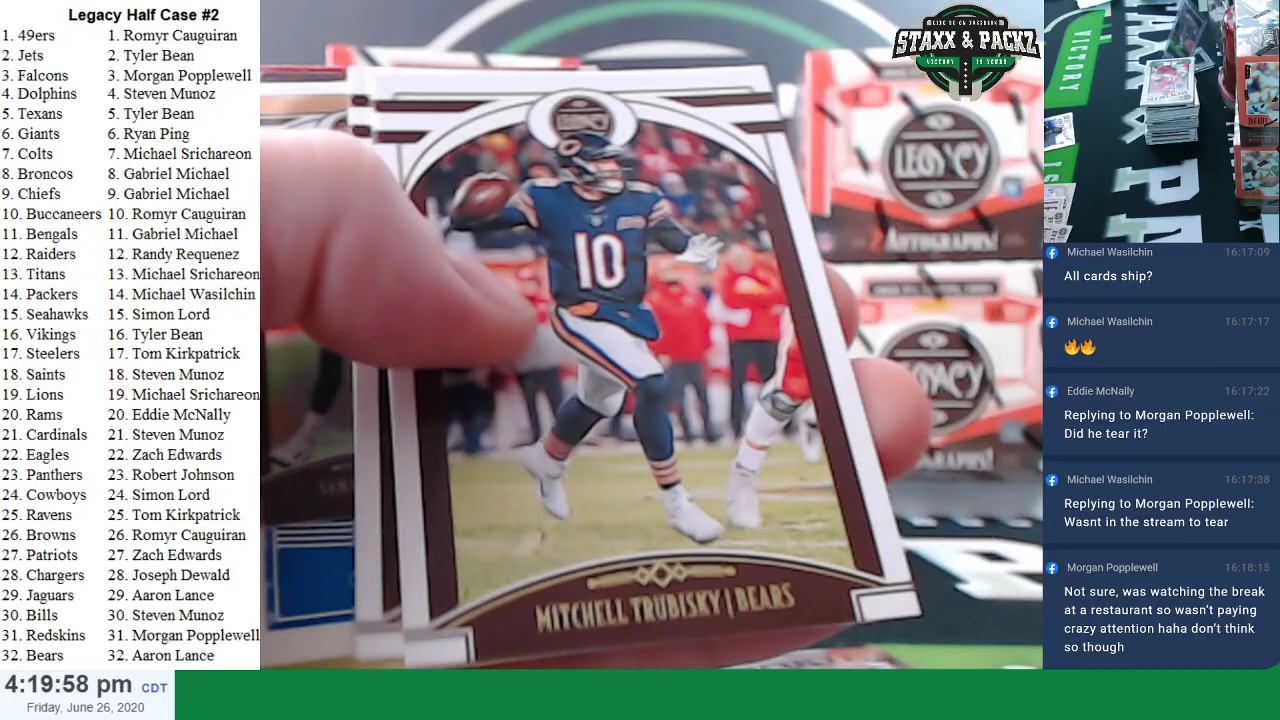 Legacy Half Case #2
1. 49ers 1. Romyr Cauguiran
2. Jets 2. Tyler Bean
3. Falcons 3. Morgan Popplewell
4. Dolphins 4. Steven Munoz
5. Texans 5. Tyler Bean
6. Giants 6. Ryan Ping
7. Colts 7. Michael Srichareon
8. Broncos 8. Gabriel Michael
9. Chiefs 9. Gabriel Michael
10. Buccaneers 10. Romyr Cauguiran
11. Bengals 11. Gabriel Michael
12. Raiders 12. Randy Requenez
13. Titans 13. Michael Srichareon
14. Packers 14. Michael Wasilchin
15. Seahawks 15. Simon Lord
16. Vikings 16. Tyler Bean
17. Steelers 17. Tom Kirkpatrick
18. Saints 18. Steven Munoz
19. Lions 19. Michael Srichareon
20. Rams 20. Eddie McNally
21. Cardinals 21. Steven Munoz
22. Eagles 22. Zach Edwards
23. Panthers 23. Robert Johnson
24. Cowboys 24. Simon Lord
25. Ravens 25. Tom Kirkpatrick
26. Browns 26. Romyr Cauguiran
27. Patriots 27. Zach Edwards
28. Chargers 28. Joseph Dewald
29. Jaguars 29. Aaron Lance
30. Bills 30. Steven Munoz
31. Redskins 31. Morgan Popplewell
32. Bears 32. Aaron Lance
4:19:58 pm CDT
Friday, June 26, 2020
LEGACY
10
MITCHELL TRUBISKY | BEARS
LEGACY
AUTOGRAPHS!
STAXX & PACKZ
VICTORY IS YOURS
VICTORY
Michael Wasilchin 16:17:09
All cards ship?
Michael Wasilchin 16:17:17
🔥🔥
Eddie McNally 16:17:22
Replying to Morgan Popplewell:
Did he tear it?
Michael Wasilchin 16:17:38
Replying to Morgan Popplewell:
Wasnt in the stream to tear
Morgan Popplewell 16:18:15
Not sure, was watching the break
at a restaurant so wasn't paying
crazy attention haha don't think
so though